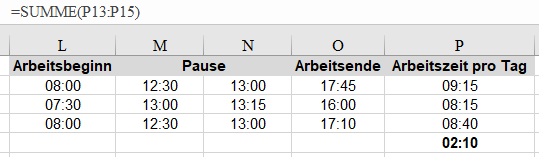 =SUMME(P13:P15)
L M N O P
Arbeitsbeginn Pause Arbeitsende Arbeitszeit pro Tag
08:00 12:30 13:00 17:45 09:15
07:30 13:00 13:15 16:00 08:15
08:00 12:30 13:00 17:10 08:40
02:10